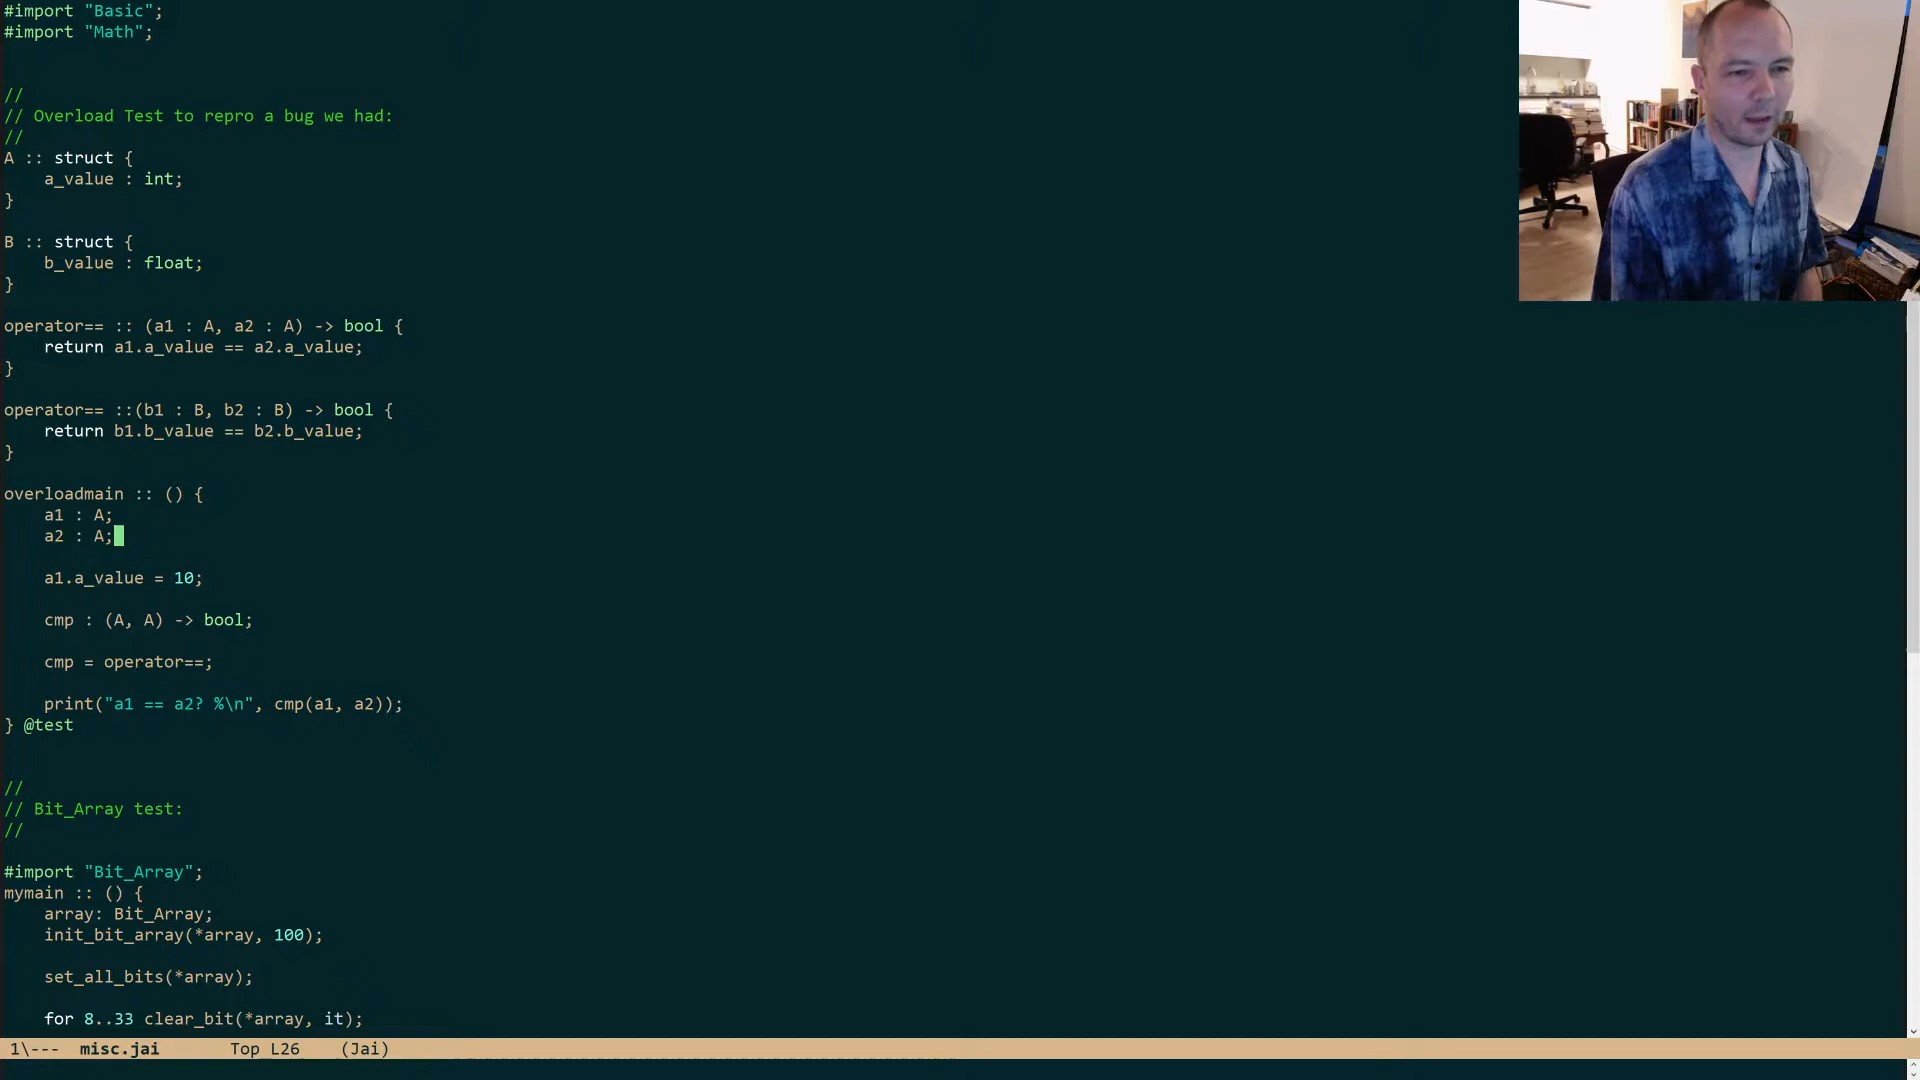 #import "Basic";
#import "Math";
//
// Overload Test to repro a bug we had:
//
A :: struct {
    a_value : int;
}
B :: struct {
    b_value : float;
}
operator== :: (a1 : A, a2 : A) -> bool {
    return a1.a_value == a2.a_value;
}
operator== ::(b1 : B, b2 : B) -> bool {
    return b1.b_value == b2.b_value;
}
overloadmain :: () {
    a1 : A;
    a2 : A;
    a1.a_value = 10;
    cmp : (A, A) -> bool;
    cmp = operator==;
    print("a1 == a2? %\n", cmp(a1, a2));
} @test
//
// Bit_Array test:
//
#import "Bit_Array";
mymain :: () {
    array: Bit_Array;
    init_bit_array(*array, 100);
    set_all_bits(*array);
    for 8..33 clear_bit(*array, it);
1\--- misc.jai Top L26 (Jai)